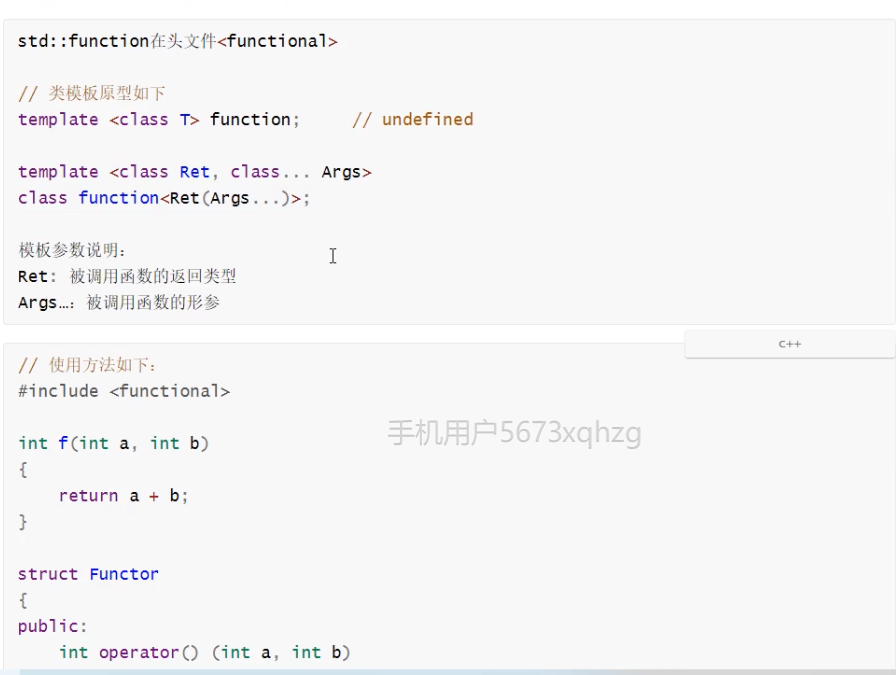 std::function在头文件<functional>
// 类模板原型如下
template <class T> function;     // undefined
template <class Ret, class... Args>
class function<Ret(Args...)>;
模板参数说明：
Ret: 被调用函数的返回类型
Args…：被调用函数的形参
c++
// 使用方法如下：
#include <functional>
手机用户5673xqhzg
int f(int a, int b)
{
    return a + b;
}
struct Functor
{
public:
    int operator() (int a, int b)